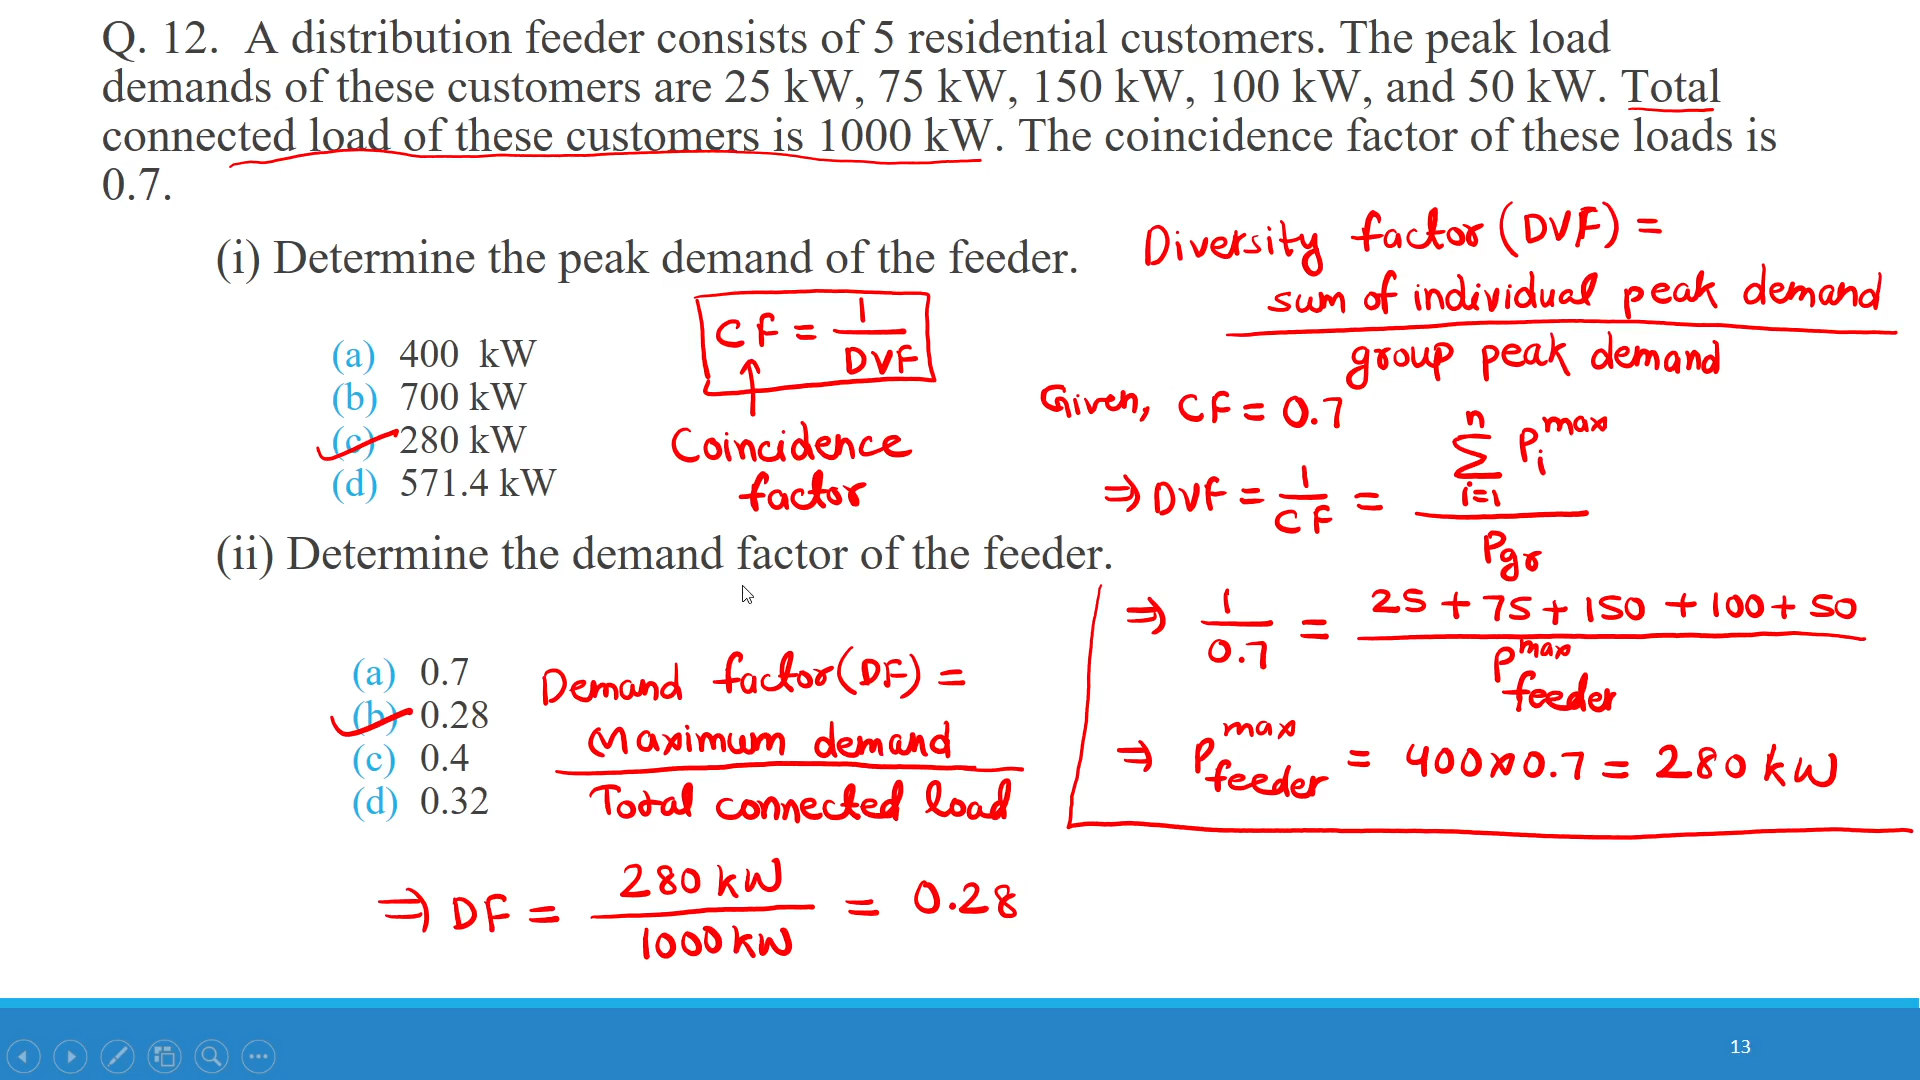 Q. 12. A distribution feeder consists of 5 residential customers. The peak load
demands of these customers are 25 kW, 75 kW, 150 kW, 100 kW, and 50 kW. Total
connected load of these customers is 1000 kW. The coincidence factor of these loads is
0.7.
(i) Determine the peak demand of the feeder.
(a) 400 kW
(b) 700 kW
(c) 280 kW
(d) 571.4 kW
CF = 1/DVF
Coincidence
factor
Diversity factor (DVF) =
sum of individual peak demand
group peak demand
Given, CF = 0.7
⇒ DVF = 1/CF = \sum_{i=1}^{n} P_i^{max} / P_{gr}
⇒ 1/0.7 = 25 + 75 + 150 + 100 + 50 / P_{feeder}^{max}
⇒ P_{feeder}^{max} = 400 × 0.7 = 280 kW
(ii) Determine the demand factor of the feeder.
(a) 0.7
(b) 0.28
(c) 0.4
(d) 0.32
Demand factor (DF) =
Maximum demand
Total connected load
⇒ DF = 280 kW / 1000 kW = 0.28
13